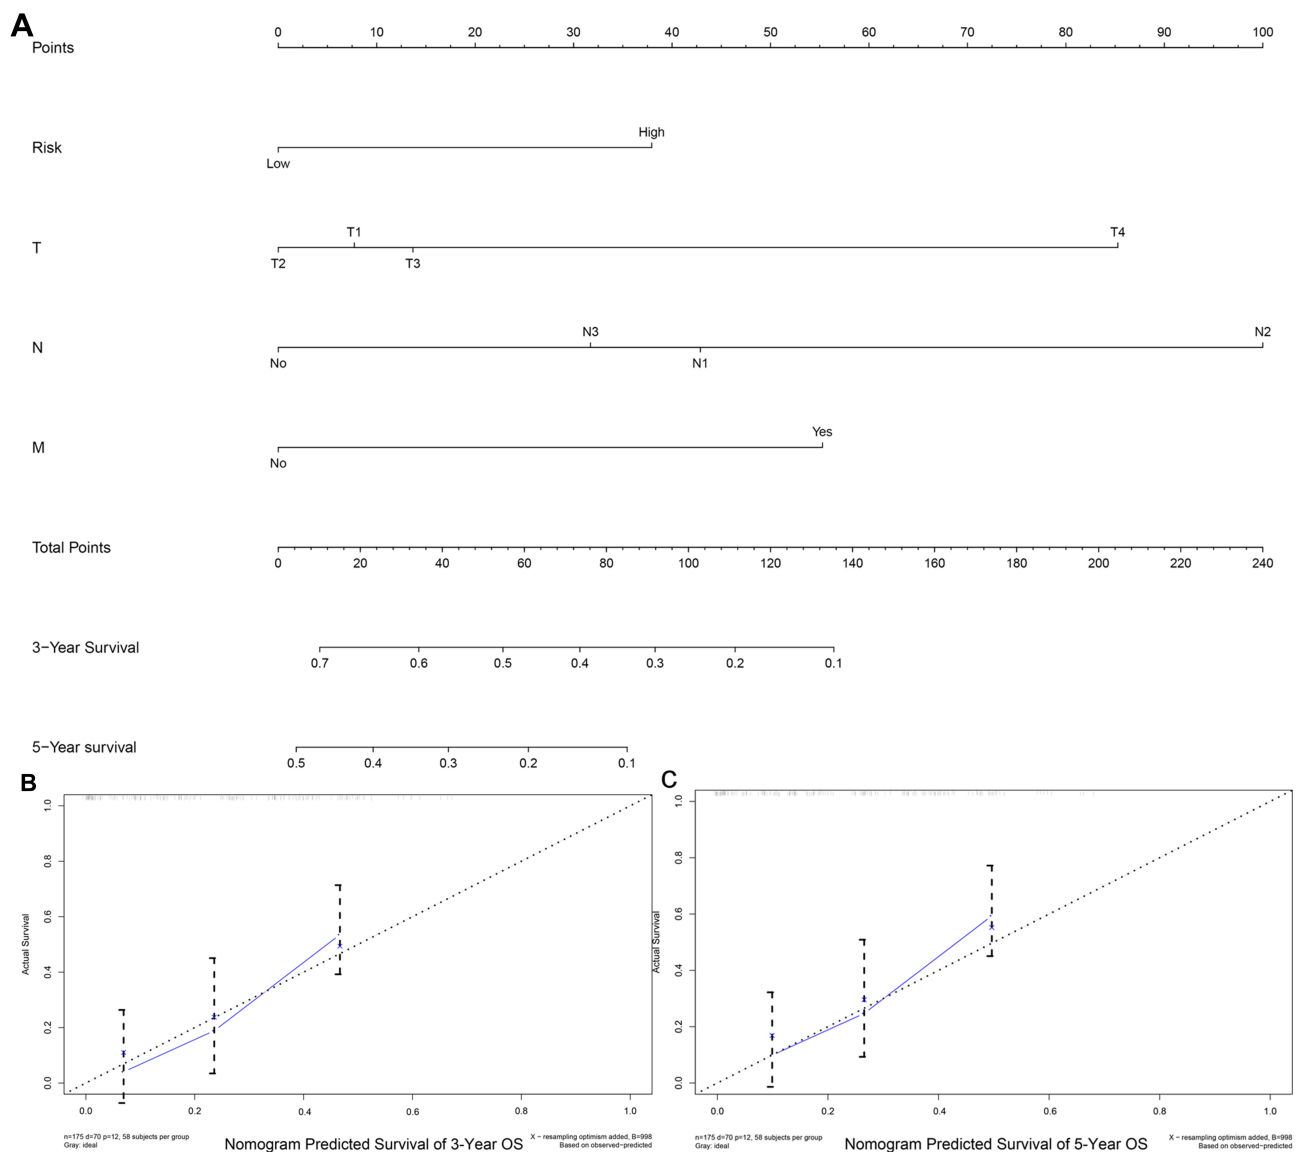 A
Points
0 10 20 30 40 50 60 70 80 90 100
Risk
High
Low
T
T1 T4
T2 T3
N
N3 N2
No N1
M
Yes
No
Total Points
0 20 40 60 80 100 120 140 160 180 200 220 240
3−Year Survival
0.7 0.6 0.5 0.4 0.3 0.2 0.1
5−Year survival
0.5 0.4 0.3 0.2 0.1
B
Actual Survival
1.0
0.8
0.6
0.4
0.2
0.0
0.0 0.2 0.4 0.6 0.8 1.0
n=175 d=70 p=12, 58 subjects per group
Gray: ideal
Nomogram Predicted Survival of 3-Year OS
X − resampling optimism added, B=998
Based on observed−predicted
C
Actual Survival
1.0
0.8
0.6
0.4
0.2
0.0
0.0 0.2 0.4 0.6 0.8 1.0
n=175 d=70 p=12, 58 subjects per group
Gray: ideal
Nomogram Predicted Survival of 5-Year OS
X − resampling optimism added, B=998
Based on observed−predicted